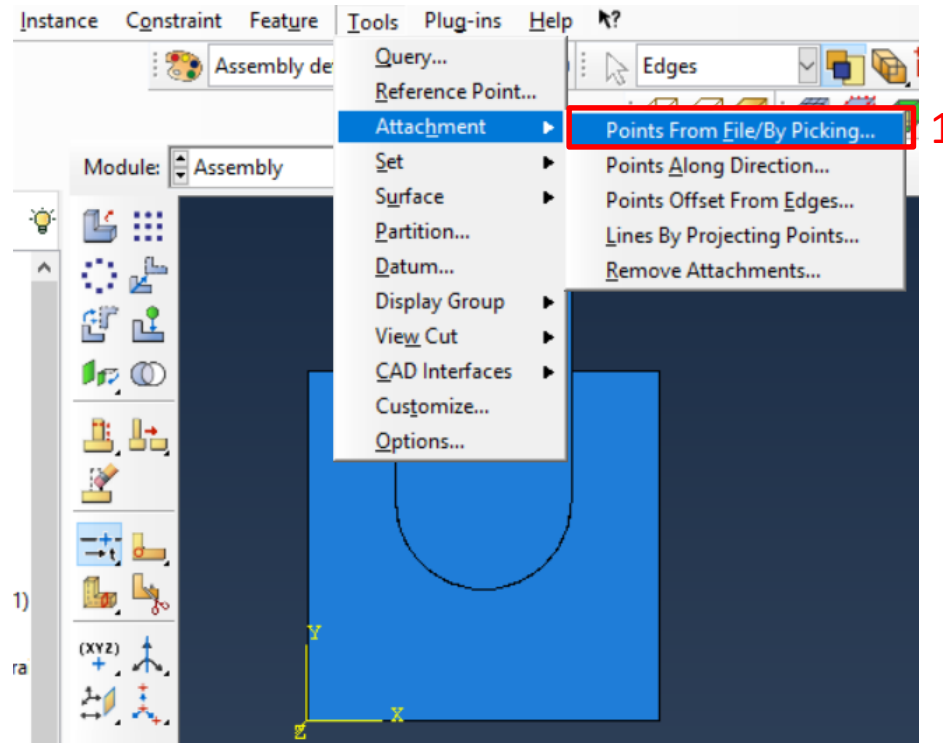 Instance Constraint Feature Tools Plug-ins Help
Assembly de
Edges
Query...
Reference Point...
Attachment
Points From File/By Picking...
1
Module: Assembly
Set
Points Along Direction...
Surface
Points Offset From Edges...
Partition...
Lines By Projecting Points...
Datum...
Remove Attachments...
Display Group
View Cut
CAD Interfaces
Customize...
Options...
t
1)
Y
(XYZ)
ra
X
Z